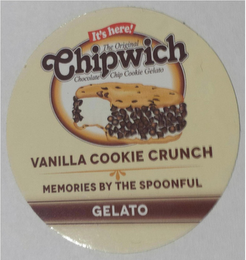 It's here!
The Original
Chipwich
Chocolate Chip Cookie Gelato
VANILLA COOKIE CRUNCH
MEMORIES BY THE SPOONFUL
GELATO